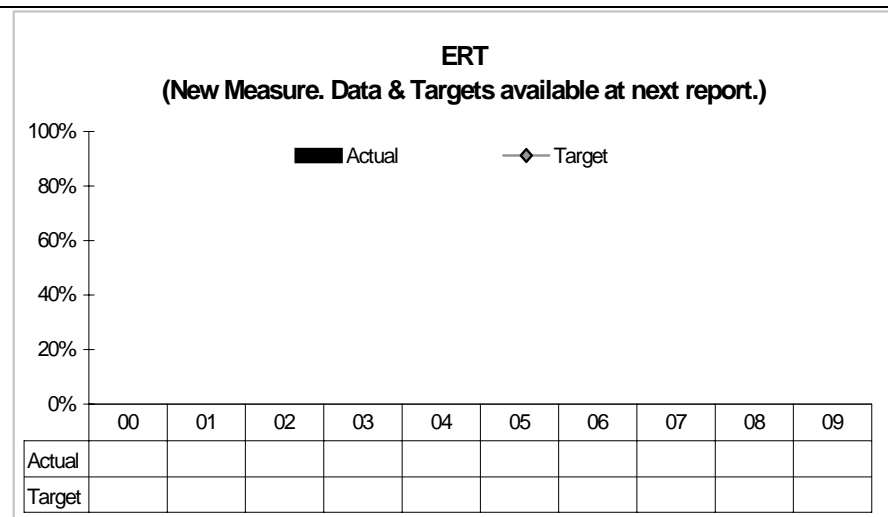 ERT
(New Measure. Data & Targets available at next report.)
100%
Actual Target
80%
60%
40%
20%
0%
00 01 02 03 04 05 06 07 08 09
Actual
Target